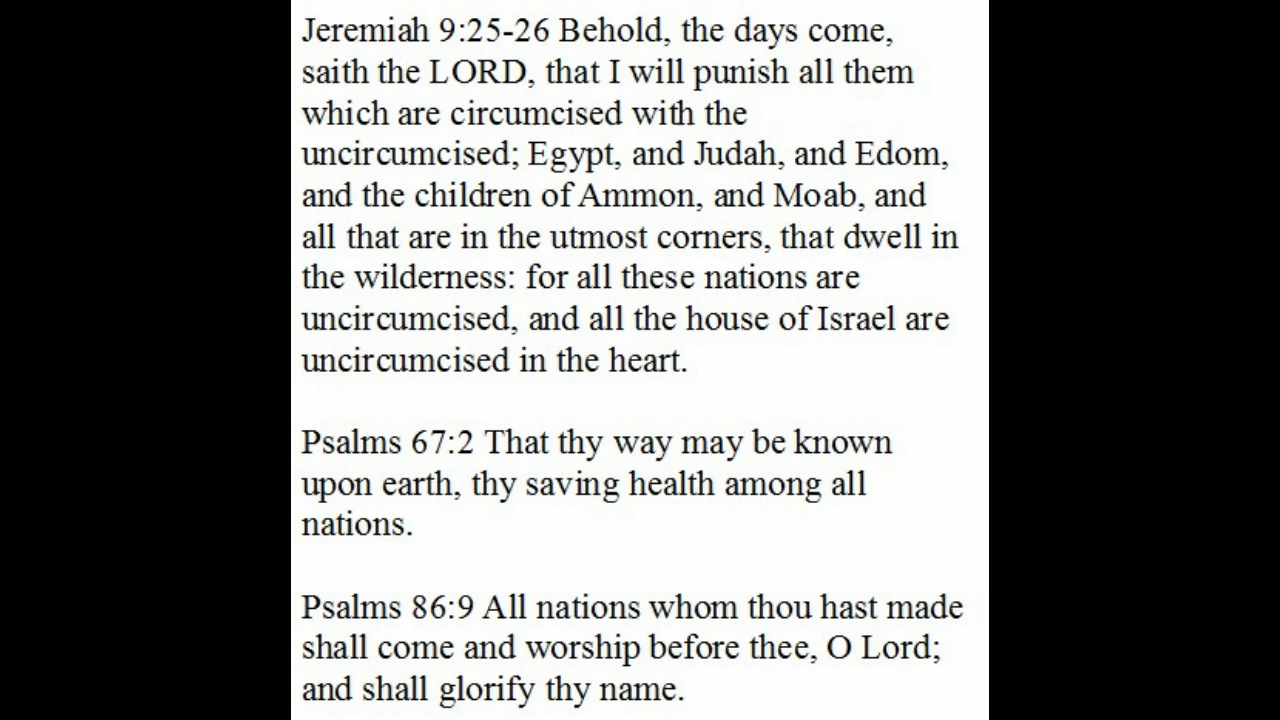 Jeremiah 9:25-26 Behold, the days come,
saith the LORD, that I will punish all them
which are circumcised with the
uncircumcised; Egypt, and Judah, and Edom,
and the children of Ammon, and Moab, and
all that are in the utmost corners, that dwell in
the wilderness: for all these nations are
uncircumcised, and all the house of Israel are
uncircumcised in the heart.
Psalms 67:2 That thy way may be known
upon earth, thy saving health among all
nations.
Psalms 86:9 All nations whom thou hast made
shall come and worship before thee, O Lord;
and shall glorify thy name.